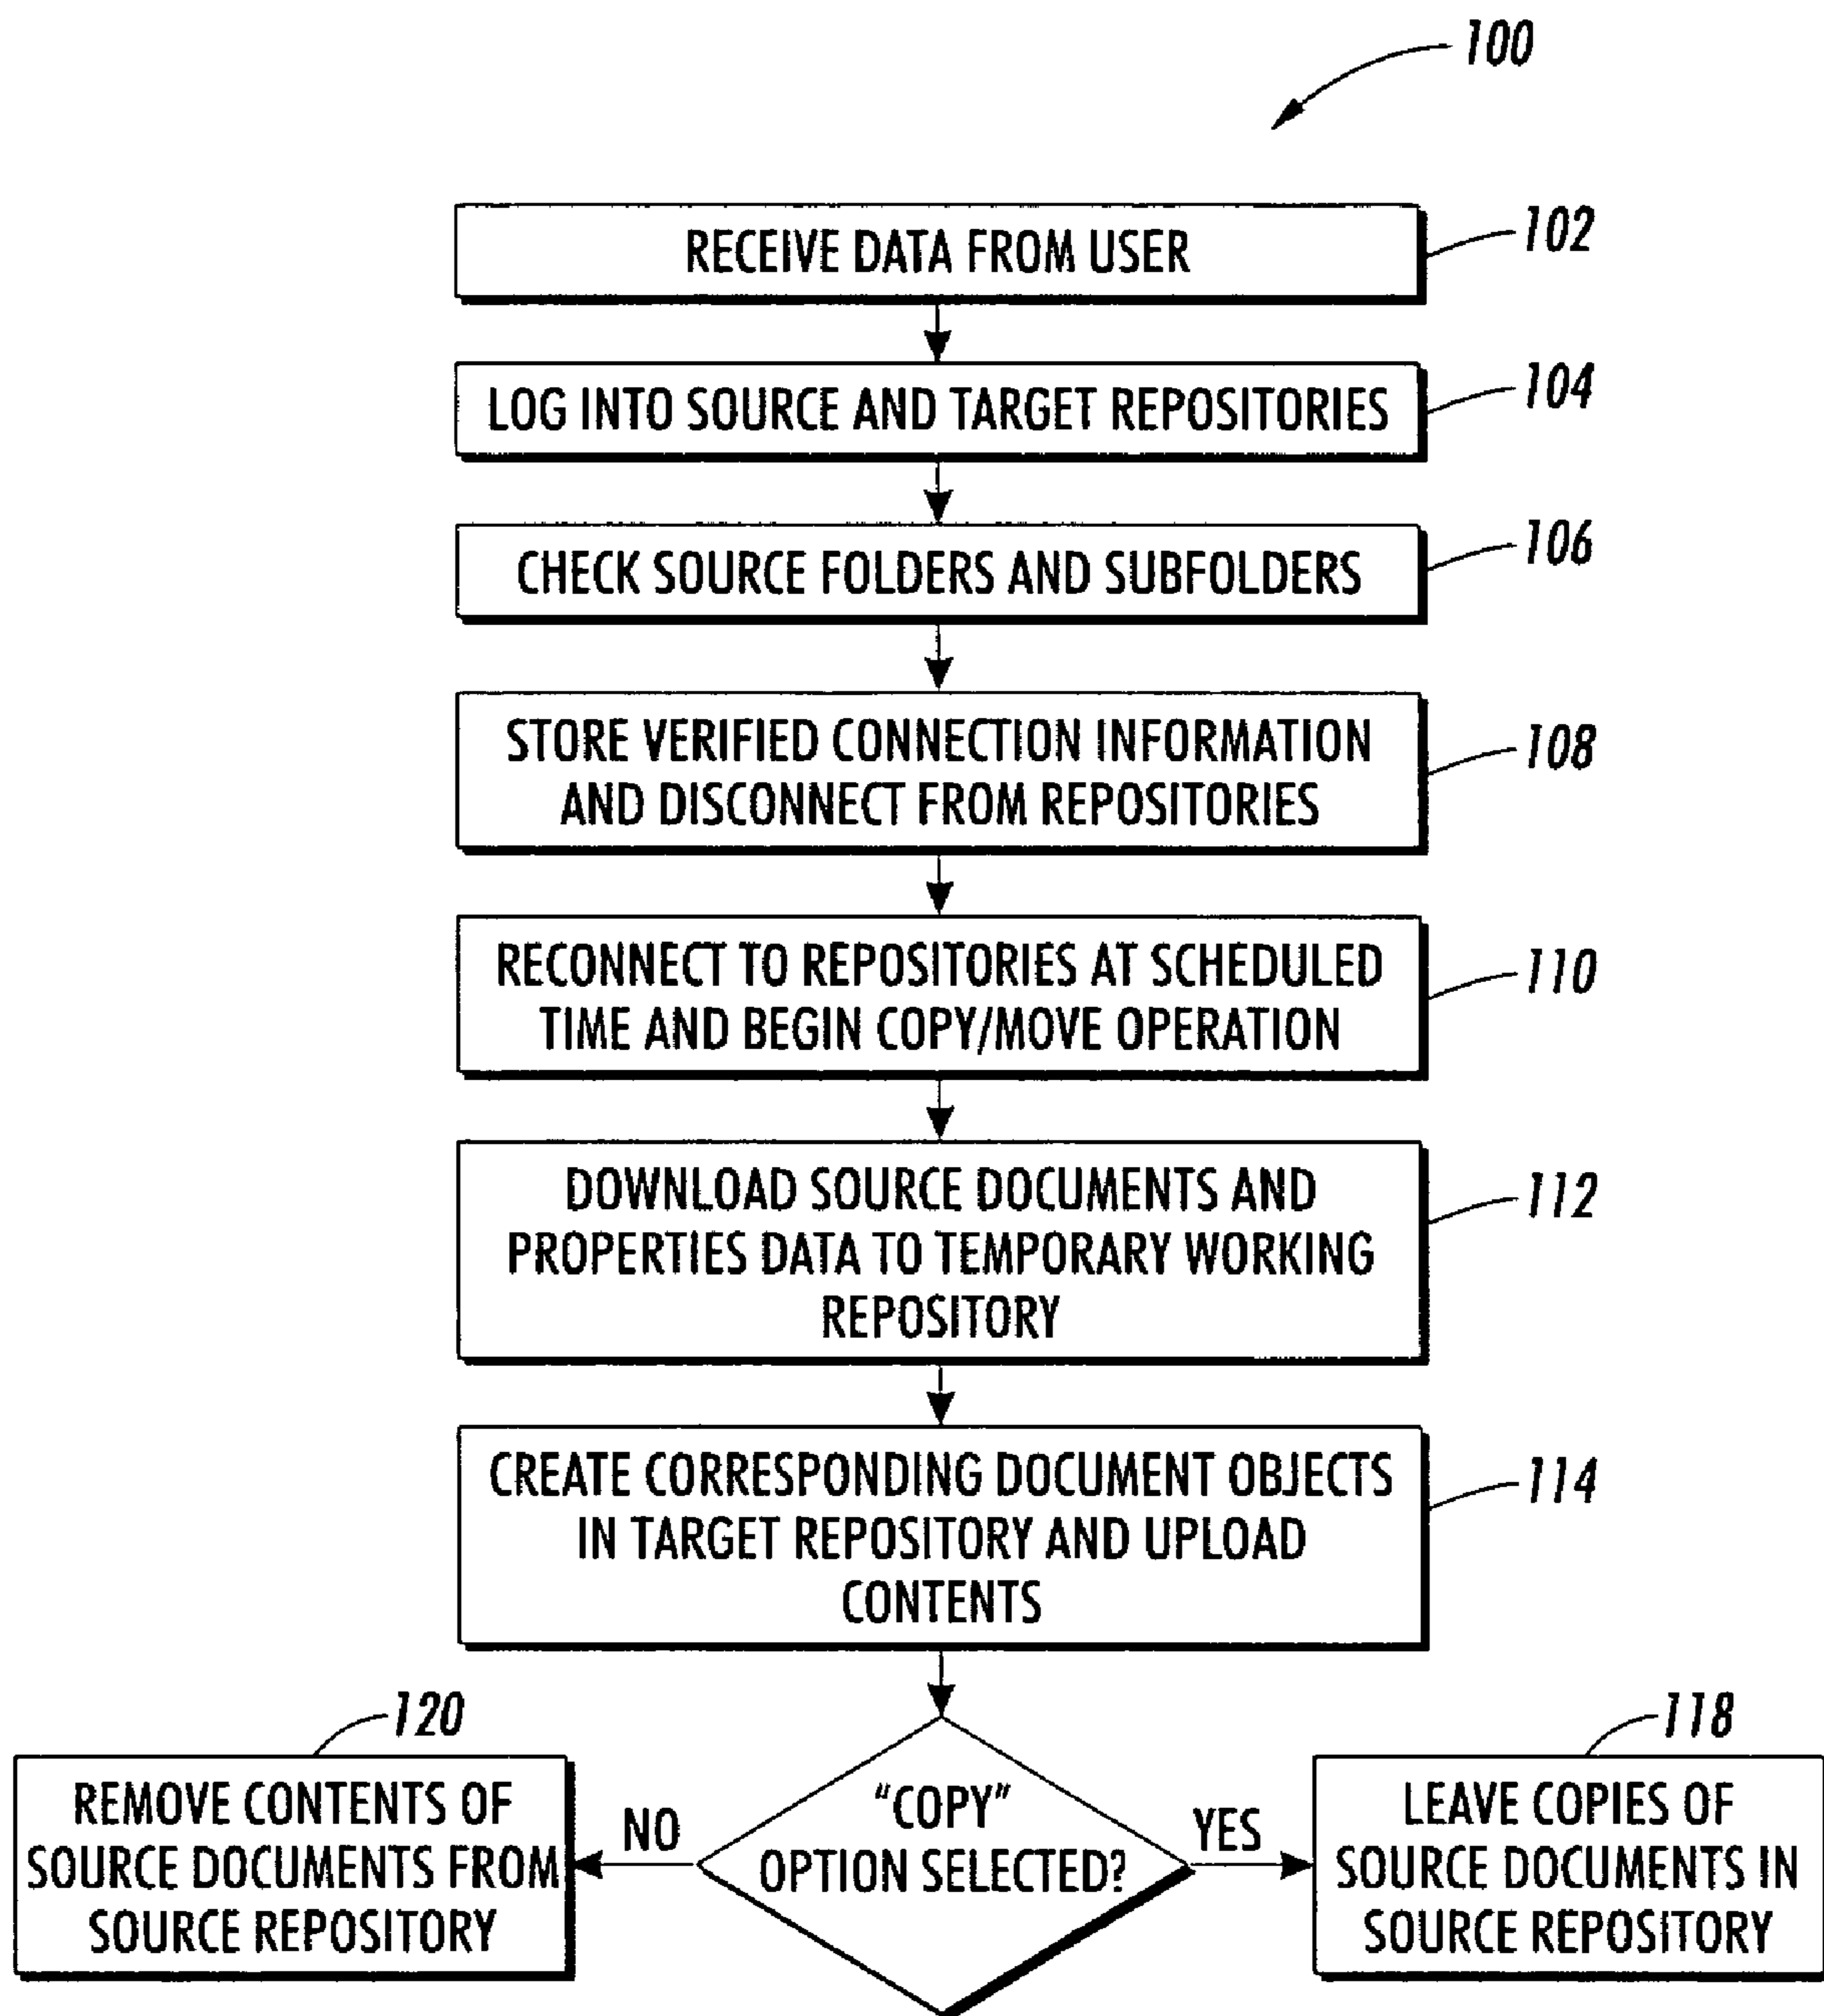 100
RECEIVE DATA FROM USER
102
LOG INTO SOURCE AND TARGET REPOSITORIES
104
CHECK SOURCE FOLDERS AND SUBFOLDERS
106
STORE VERIFIED CONNECTION INFORMATION
AND DISCONNECT FROM REPOSITORIES
108
RECONNECT TO REPOSITORIES AT SCHEDULED
TIME AND BEGIN COPY/MOVE OPERATION
110
DOWNLOAD SOURCE DOCUMENTS AND
PROPERTIES DATA TO TEMPORARY WORKING
REPOSITORY
112
CREATE CORRESPONDING DOCUMENT OBJECTS
IN TARGET REPOSITORY AND UPLOAD
CONTENTS
114
120
REMOVE CONTENTS OF
SOURCE DOCUMENTS FROM
SOURCE REPOSITORY
NO
“COPY”
OPTION SELECTED?
YES
118
LEAVE COPIES OF
SOURCE DOCUMENTS IN
SOURCE REPOSITORY